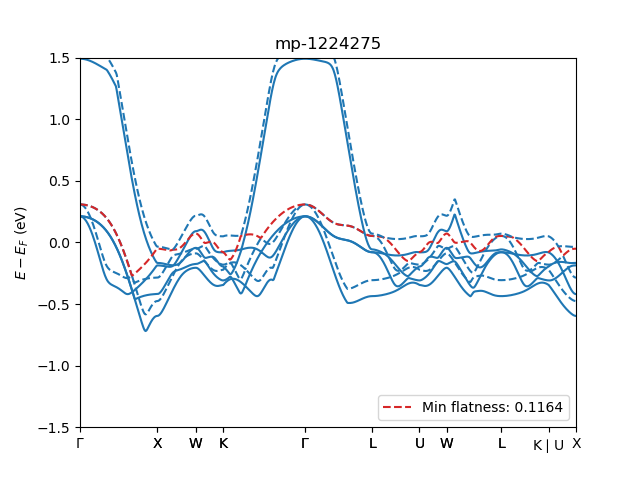 mp-1224275
E − E_F (eV)
1.5
1.0
0.5
0.0
−0.5
−1.0
−1.5
Min flatness: 0.1164
Γ X W K Γ L U W L K | U X